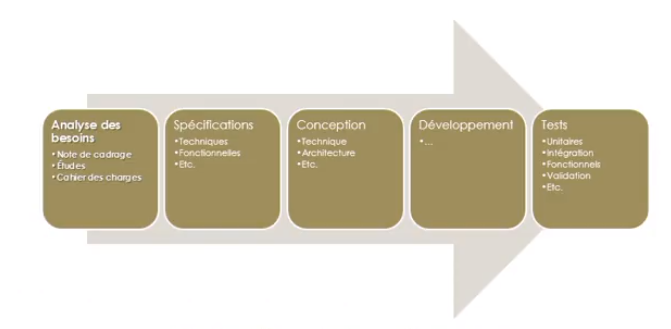 Analyse des
besoins
•Note de cadrage
•Études
•Cahier des charges
Spécifications
•Techniques
•Fonctionnelles
•Etc.
Conception
•Technique
•Architecture
•Etc.
Développement
•...
Tests
•Unitaires
•Intégration
•Fonctionnels
•Validation
•Etc.